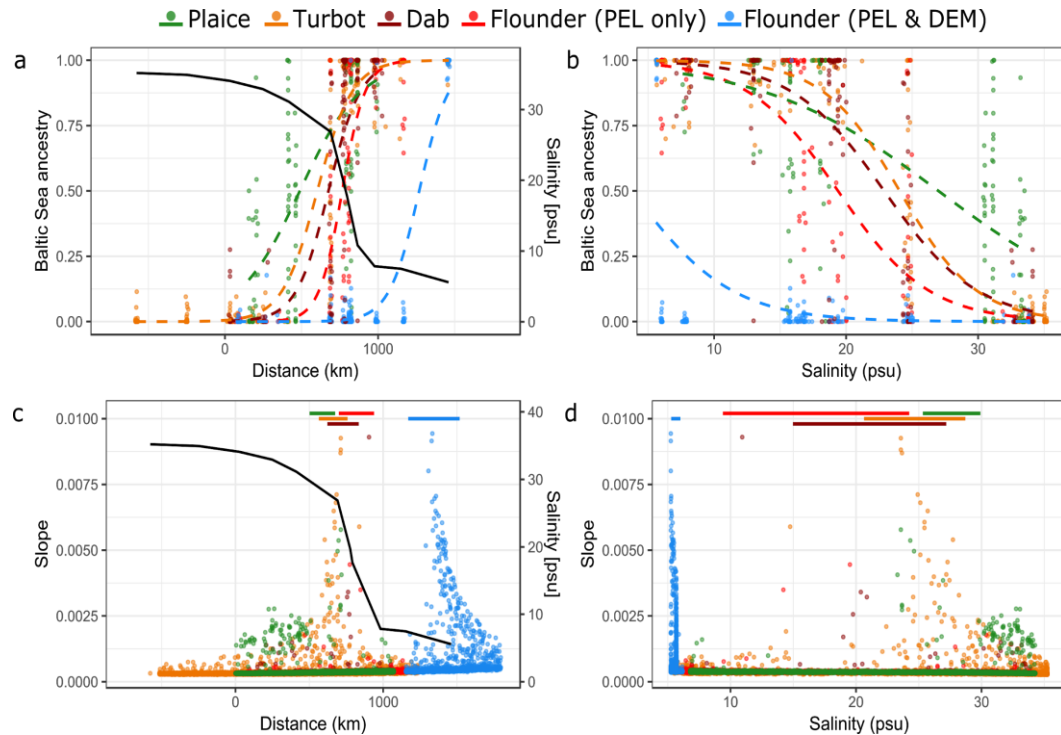 Plaice Turbot Dab Flounder (PEL only) Flounder (PEL & DEM)
a
1.00
0.75
0.50
0.25
0.00
Baltic Sea ancestry
30
20
10
0
Salinity [psu]
0 1000
Distance (km)
b
1.00
0.75
0.50
0.25
0.00
Baltic Sea ancestry
10 20 30
Salinity (psu)
c
0.0100
0.0075
0.0050
0.0025
0.0000
Slope
40
30
20
10
0
Salinity [psu]
0 1000
Distance (km)
d
0.0100
0.0075
0.0050
0.0025
0.0000
Slope
10 20 30
Salinity (psu)